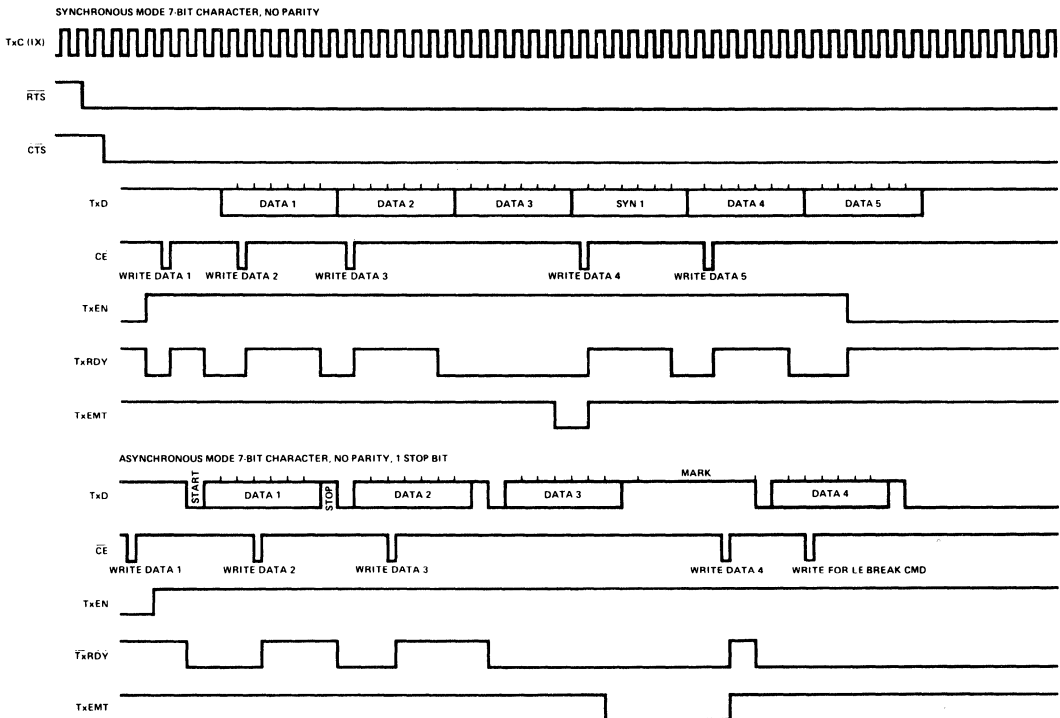 SYNCHRONOUS MODE 7-BIT CHARACTER, NO PARITY
TxC (IX)
RTS
CTS
TxD
DATA 1 DATA 2 DATA 3 SYN 1 DATA 4 DATA 5
CE
WRITE DATA 1 WRITE DATA 2 WRITE DATA 3 WRITE DATA 4 WRITE DATA 5
TxEN
TxRDY
TxEMT
ASYNCHRONOUS MODE 7-BIT CHARACTER, NO PARITY, 1 STOP BIT
TxD
START DATA 1 STOP DATA 2 DATA 3 MARK DATA 4
CE
WRITE DATA 1 WRITE DATA 2 WRITE DATA 3 WRITE DATA 4 WRITE FOR LE BREAK CMD
TxEN
TxRDY
TxEMT